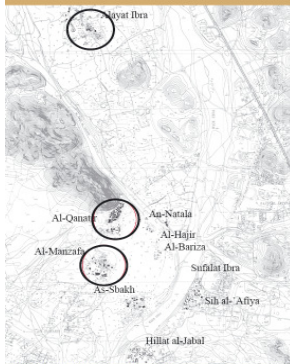 Alayat Ibra
Al-Qanatir
An-Natala
Al-Hajir
Al-Bariza
Al-Manzafa
Sufalat Ibra
As-Sbakh
Sih al-`Afiya
Hillat al-Jabal